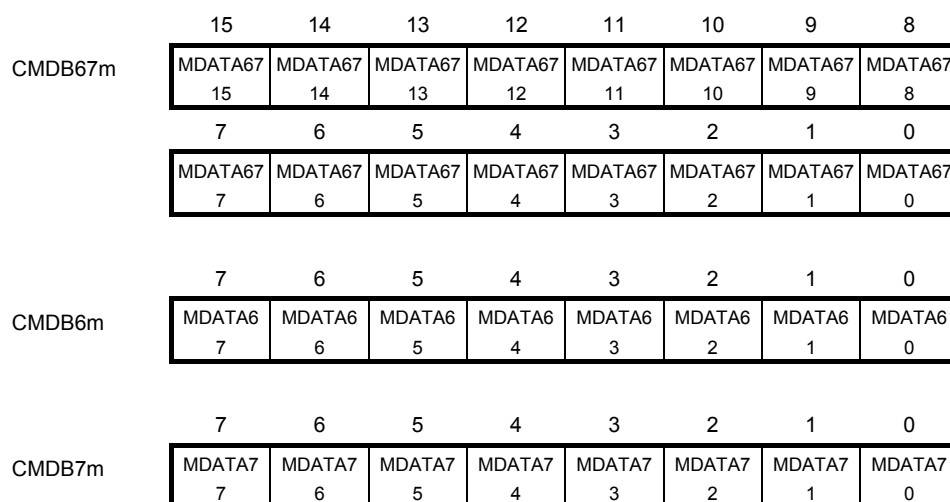 15 14 13 12 11 10 9 8
CMDB67m MDATA67 MDATA67 MDATA67 MDATA67 MDATA67 MDATA67 MDATA67 MDATA67
15 14 13 12 11 10 9 8
7 6 5 4 3 2 1 0
MDATA67 MDATA67 MDATA67 MDATA67 MDATA67 MDATA67 MDATA67 MDATA67
7 6 5 4 3 2 1 0
7 6 5 4 3 2 1 0
CMDB6m MDATA6 MDATA6 MDATA6 MDATA6 MDATA6 MDATA6 MDATA6 MDATA6
7 6 5 4 3 2 1 0
7 6 5 4 3 2 1 0
CMDB7m MDATA7 MDATA7 MDATA7 MDATA7 MDATA7 MDATA7 MDATA7 MDATA7
7 6 5 4 3 2 1 0